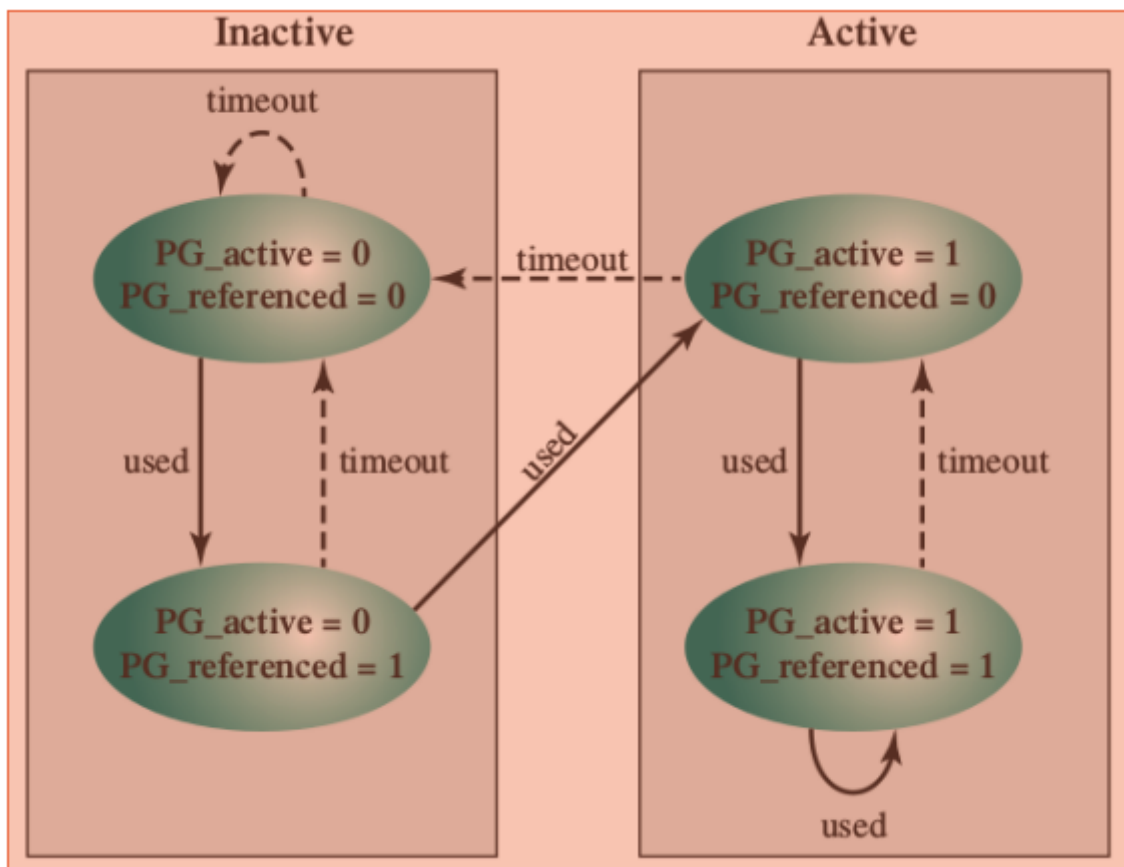 Inactive
Active
timeout
PG_active = 0
PG_referenced = 0
timeout
PG_active = 1
PG_referenced = 0
used
timeout
used
used
timeout
PG_active = 0
PG_referenced = 1
PG_active = 1
PG_referenced = 1
used